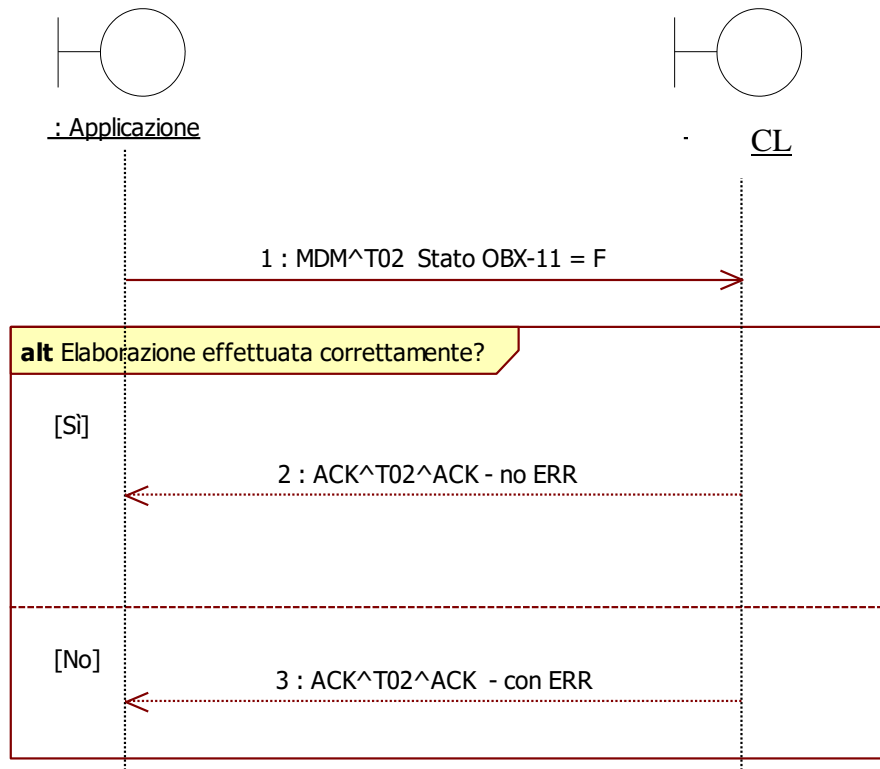 : Applicazione
- CL
1 : MDM^T02 Stato OBX-11 = F
alt Elaborazione effettuata correttamente?
[Sì]
2 : ACK^T02^ACK - no ERR
[No]
3 : ACK^T02^ACK - con ERR